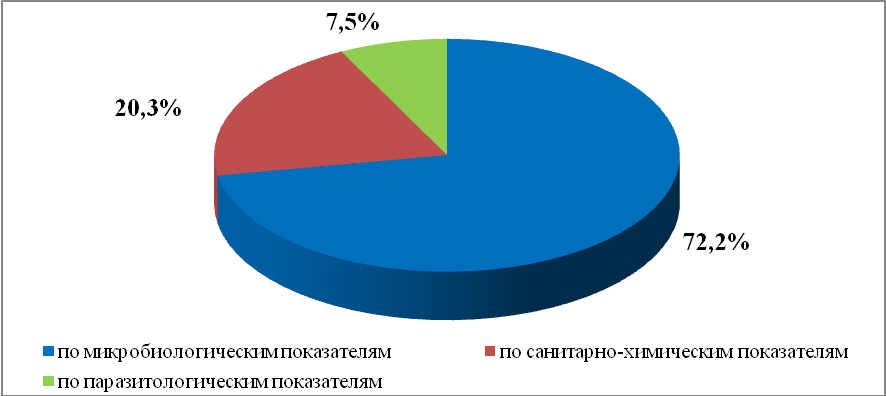 7,5%
20,3%
72,2%
по микробиологическим показателям
по санитарно-химическим показателям
по паразитологическим показателям